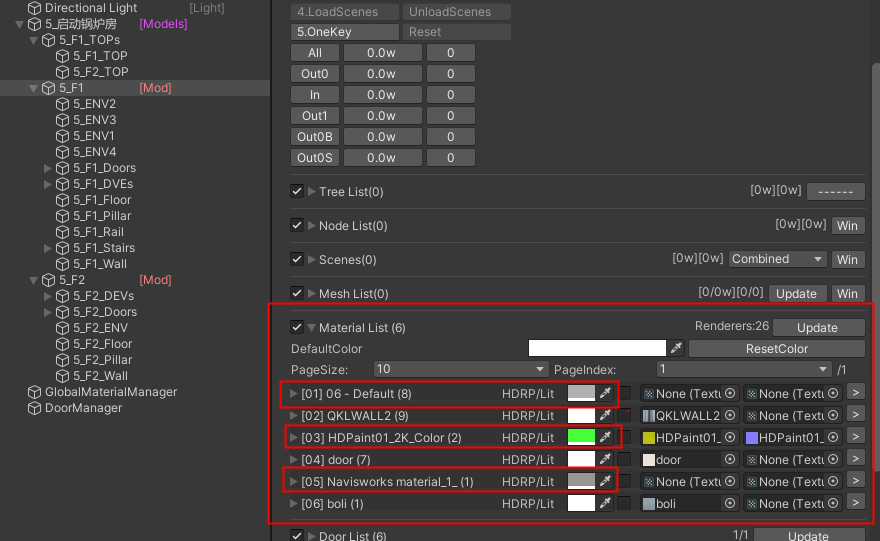 Directional Light [Light]
5_启动锅炉房 [Models]
5_F1_TOPs
5_F1_TOP
5_F2_TOP
5_F1 [Mod]
5_ENV2
5_ENV3
5_ENV1
5_ENV4
5_F1_Doors
5_F1_DVEs
5_F1_Floor
5_F1_Pillar
5_F1_Rail
5_F1_Stairs
5_F1_Wall
5_F2 [Mod]
5_F2_DEVs
5_F2_Doors
5_F2_ENV
5_F2_Floor
5_F2_Pillar
5_F2_Wall
GlobalMaterialManager
DoorManager
4.LoadScenes UnloadScenes
5.OneKey Reset
All 0.0w 0
Out0 0.0w 0
In 0.0w 0
Out1 0.0w 0
Out0B 0.0w 0
Out0S 0.0w 0
Tree List(0) [0w][0w] ------
Node List(0) [0w][0w] Win
Scenes(0) [0w][0w] Combined Win
Mesh List(0) [0/0w][0/0] Update Win
Material List (6) Renderers:26 Update
DefaultColor ResetColor
PageSize: 10 PageIndex: 1 /1
[01] 06 - Default (8) HDRP/Lit None (Textu None (Textu >
[02] QKLWALL2 (9) HDRP/Lit QKLWALL2 None (Textu >
[03] HDPaint01_2K_Color (2) HDRP/Lit HDPaint01_ HDPaint01_ >
[04] door (7) HDRP/Lit door None (Textu >
[05] Navisworks material_1_ (1) HDRP/Lit None (Textu None (Textu >
[06] boli (1) HDRP/Lit boli None (Textu >
Door List (6) 1/1 Update